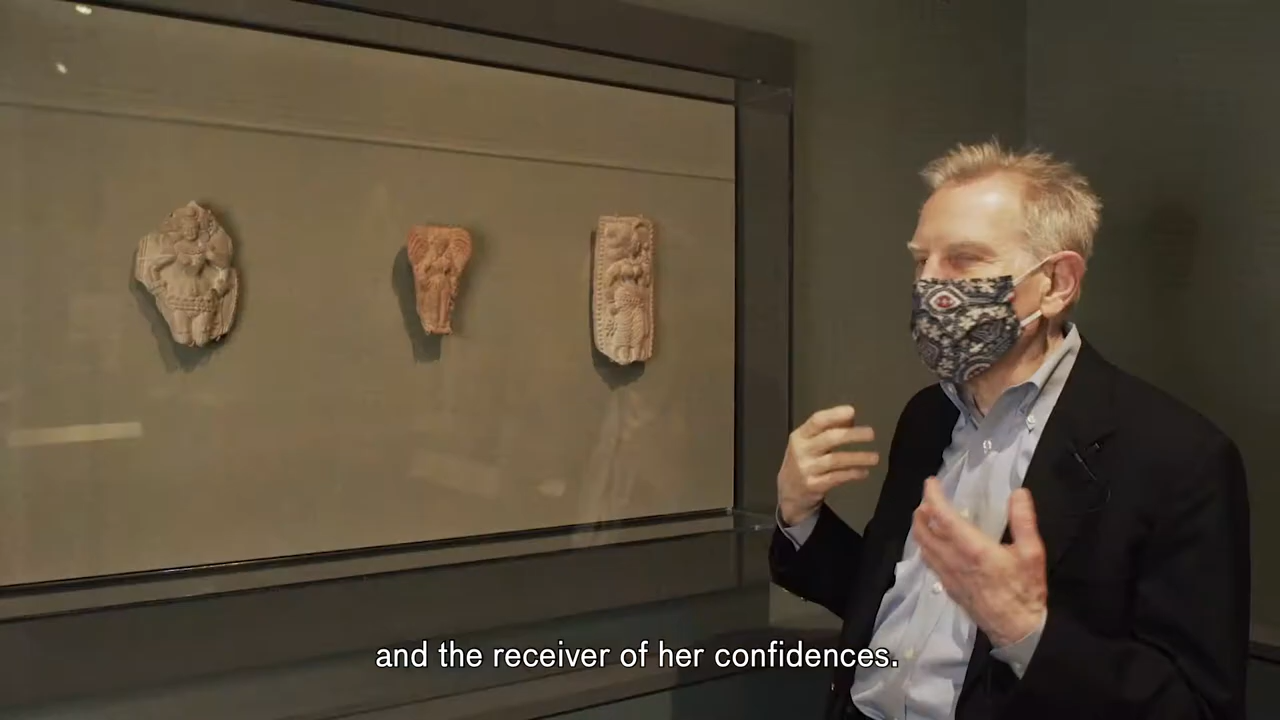 and the receiver of her confidences.